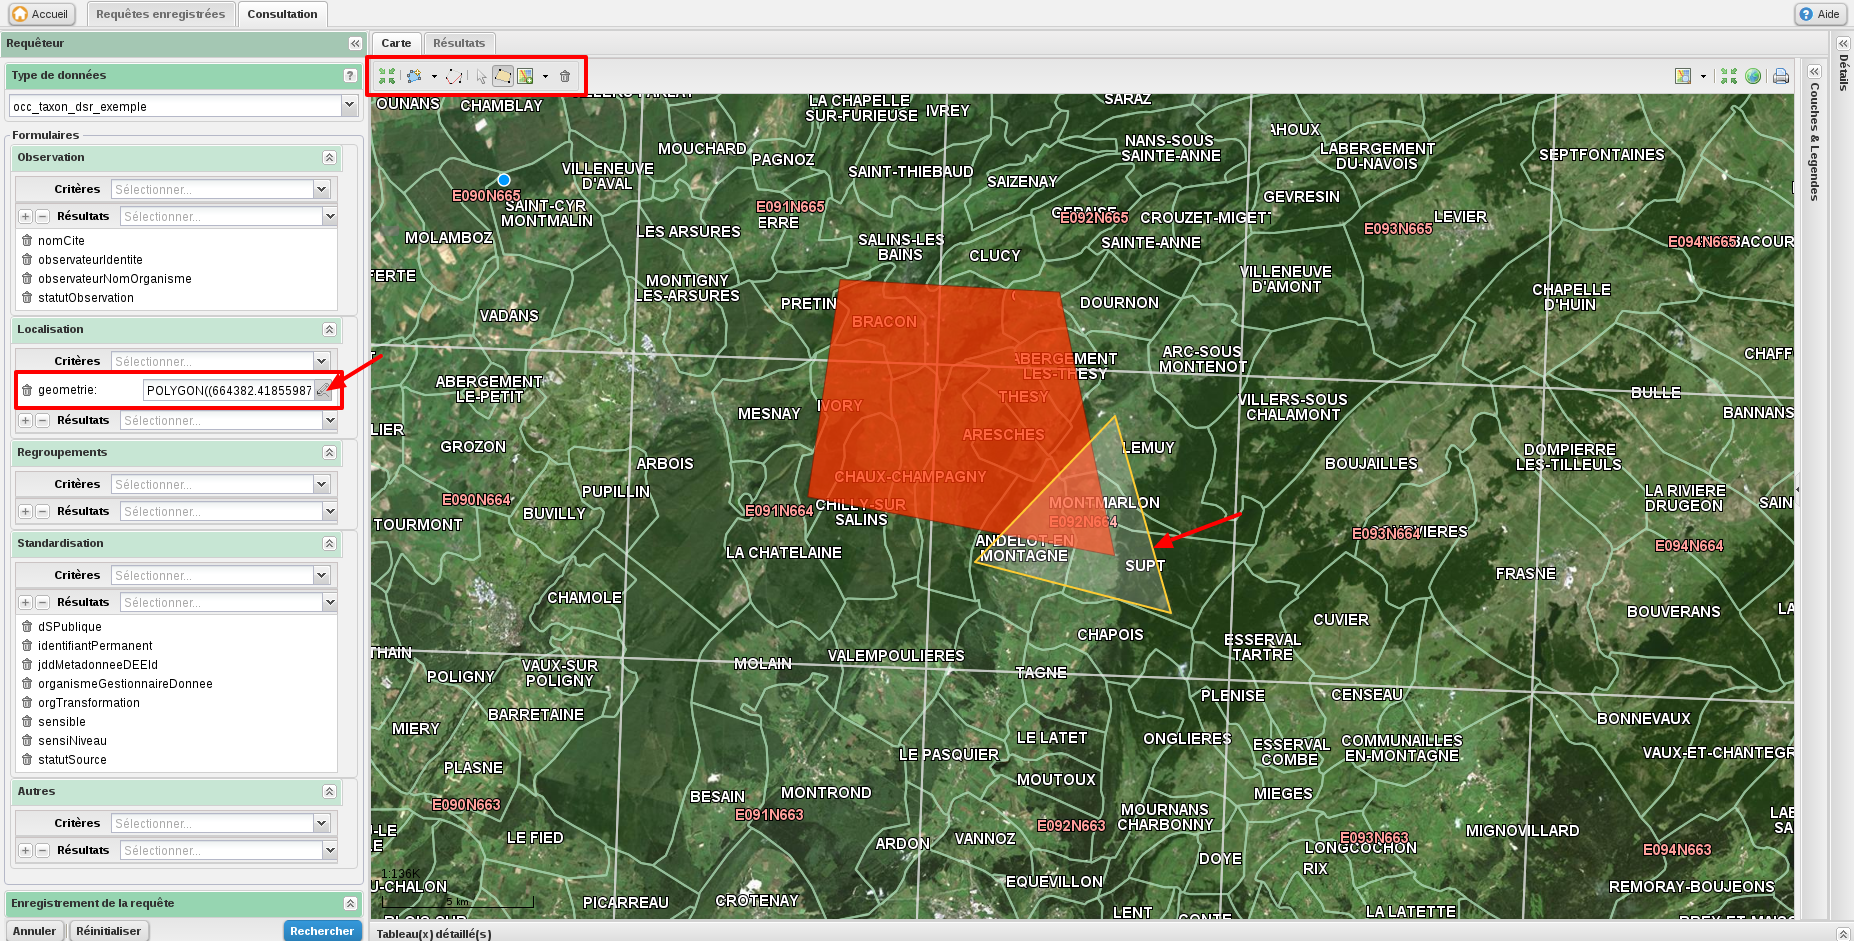 Accueil
Requêtes enregistrées
Consultation
Aide
Requêteur
Type de données
occ_taxon_dsr_exemple
Formulaires
Observation
Critères
Sélectionner...
Résultats
Sélectionner...
nomCite
observateurIdentite
observateurNomOrganisme
statutObservation
Localisation
Critères
Sélectionner...
geometrie:
POLYGON((664382.41855987
Résultats
Sélectionner...
Regroupements
Critères
Sélectionner...
Résultats
Sélectionner...
Standardisation
Critères
Sélectionner...
Résultats
Sélectionner...
dSPublique
identifiantPermanent
jddMetadonneeDEEId
organismeGestionnaireDonnee
orgTransformation
sensible
sensiNiveau
statutSource
Autres
Critères
Sélectionner...
Résultats
Sélectionner...
Enregistrement de la requête
Annuler
Réinitialiser
Rechercher
Carte
Résultats
OUNANS
CHAMBLAY
LA CHAPELLE
SUR-FURIEUSE
IVREY
SARAZ
MOUCHARD
PAGNOZ
VILLENEUVE
D'AVAL
SAINT-THIEBAUD
SAIZENAY
NANS-SOUS
SAINTE-ANNE
AHOUX
LABERGEMENT
DU-NAVOIS
SEPTFONTAINES
E090N665
SAINT-CYR
MONTMALIN
E091N665
ERRE
E092N665
CROUZET-MIGET
GEVRESIN
E093N665
LEVIER
E094N665
BACOUR
MOLAMBOZ
LES ARSURES
SALINS-LES
BAINS
CLUCY
SAINTE-ANNE
FERTE
MONTIGNY
LES-ARSURES
VILLENEUVE
D'AMONT
CHAPELLE
D'HUIN
VADANS
PRETIN
BRACON
DOURNON
ABERGEMENT
LES-THESY
ARC-SOUS
MONTENOT
CHAFF
ABERGEMENT
LE-PETIT
MESNAY
IVORY
THESY
VILLERS-SOUS
CHALAMONT
BULLE
BANNANS
LIER
GROZON
ARBOIS
ARESCHES
LEMUY
BOUJAILLES
DOMPIERRE
LES-TILLEULS
PUPILLIN
CHAUX-CHAMPAGNY
MONTMARLON
LA RIVIERE
DRUGEON
SAIN
E090N664
BUVILLY
E091N664
CHILLY-SUR
SALINS
E092N664
E093N664
VIERES
E094N664
TOURMONT
LA CHATELAINE
ANDELOT-EN
MONTAGNE
SUPT
FRASNE
CHAMOLE
CHAPOIS
CUVIER
BOUVERANS
LA
THAIN
POLIGNY
VAUX-SUR
POLIGNY
MOLAIN
VALEMPOULIERES
TAGNE
ESSERVAL
TARTRE
PLENISE
CENSEAU
MIERY
BARRETAINE
LE PASQUIER
LE LATET
ONGLIERES
ESSERVAL
COMBE
COMMUNAILLES
EN-MONTAGNE
BONNEVAUX
VAUX-ET-CHANTEGR
PLASNE
MOUTOUX
E090N663
BESAIN
MONTROND
E091N663
E092N663
MOURNANS
CHARBONNY
MIEGES
E093N663
MIGNOVILLARD
E094N663
LAB
SA
LE FIED
ARDON
VANNOZ
DOYE
LONGCOCHON
RIX
1:136K
5 km
U-CHALON
PICARREAU
CROTENAY
EQUEVILLON
LENT
CONTE
LA LATETTE
REMORAY-BOUJEONS
Tableau(x) détaillé(s)
Couches & Legendes
Détails